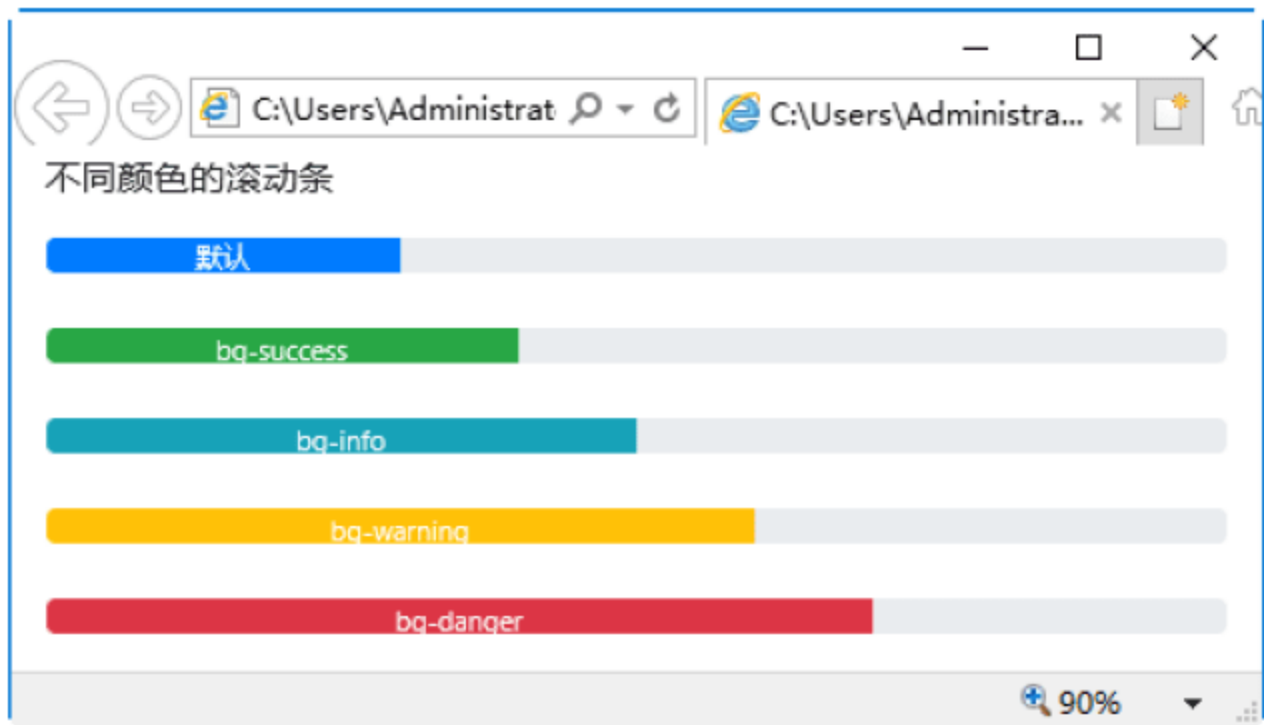 C:\Users\Administrat
C:\Users\Administra...
不同颜色的滚动条
默认
bg-success
bg-info
bg-warning
bg-danger
90%